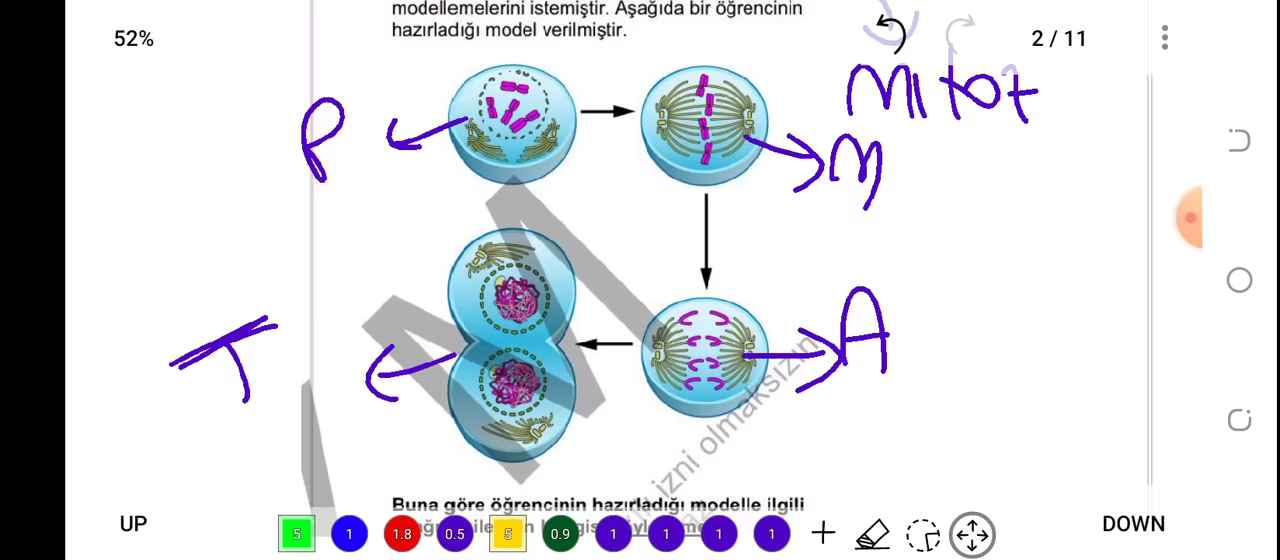 modellemelerini istemiştir. Aşağıda bir öğrencinin
hazırladığı model verilmiştir.
52%
2 / 11
Mitoz
P
M
T
A
izni olmaksızın
Buna göre öğrencinin hazırladığı modelle ilgili
UP
5
1
1.8
0.5
5
0.9
1
1
1
1
DOWN